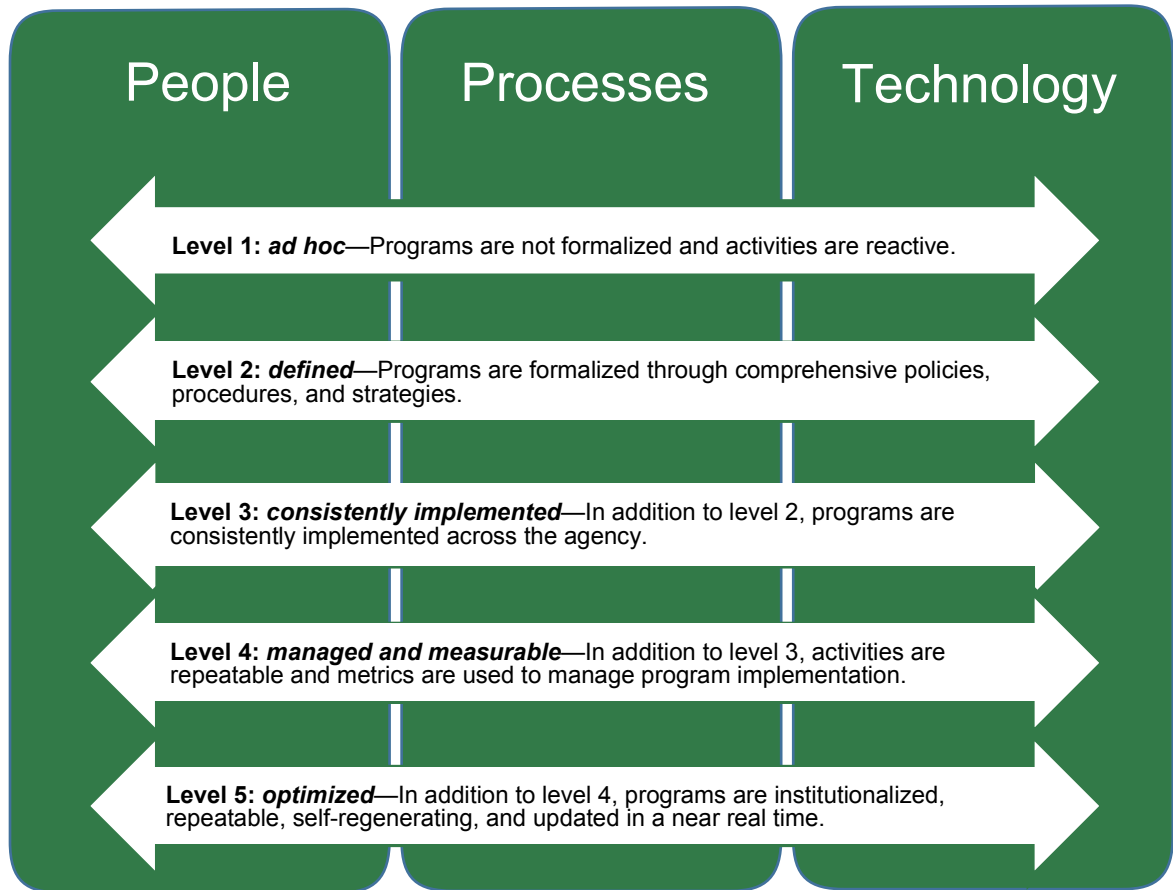 People
Processes
Technology
Level 1: ad hoc—Programs are not formalized and activities are reactive.
Level 2: defined—Programs are formalized through comprehensive policies,
procedures, and strategies.
Level 3: consistently implemented—In addition to level 2, programs are
consistently implemented across the agency.
Level 4: managed and measurable—In addition to level 3, activities are
repeatable and metrics are used to manage program implementation.
Level 5: optimized—In addition to level 4, programs are institutionalized,
repeatable, self-regenerating, and updated in a near real time.